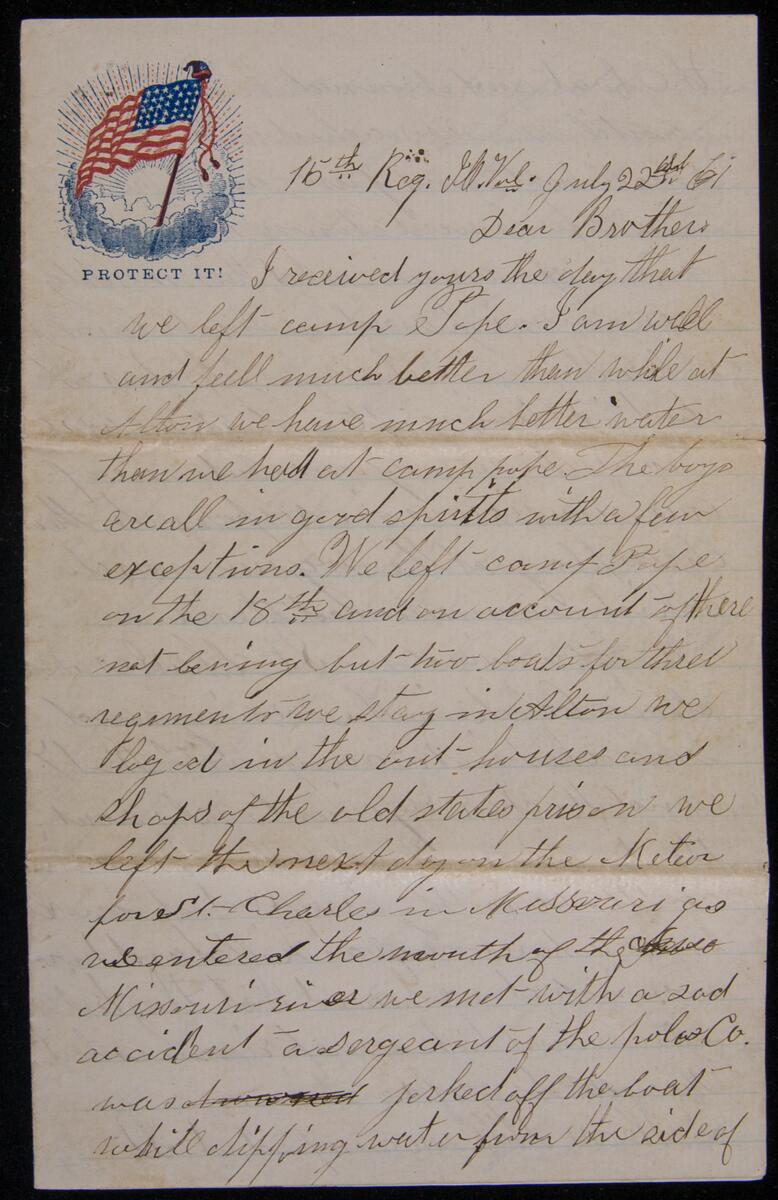 PROTECT IT!
15th Reg. Ill. Vol. July 22nd 61
Dear Brother
I received yours the day that
we left camp Pope. I am well
and feell much better than while at
Alton we have much better water
than we had at camp pope. The boys
are all in good spirits with a few
exceptions. We left camp Pope
on the 18th and on account of there
not being but two boats for three
regiments we stay in Alton we
loged in the out houses and
shops of the old states prison we
left the next day on the Meteor
for St. Charles in Missouri as
we entered the mouth of the
Missouri river we met with a sad
accident a sergeant of the polo Co.
was jerked off the boat
while dipping water from the side of